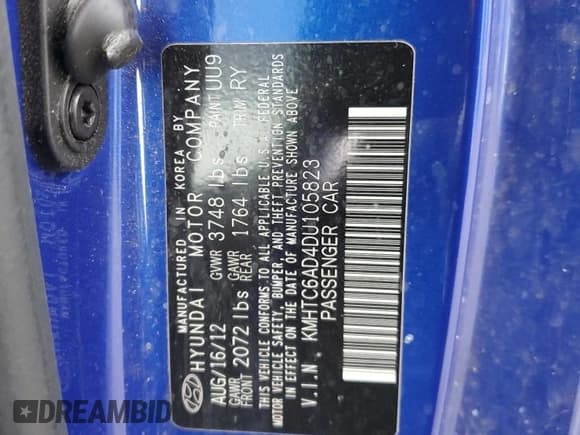 MANUFACTURED IN KOREA BY
HYUNDAI MOTOR COMPANY
AUG/16/12 GVWR 3748 lbs PAINT UU9
GAWR FRONT 2072 lbs GAWR REAR 1764 lbs TRIM RY
THIS VEHICLE CONFORMS TO ALL APPLICABLE U.S.A FEDERAL
MOTOR VEHICLE SAFETY, BUMPER, AND THEFT PREVENTION STANDARDS
IN EFFECT ON THE DATE OF MANUFACTURE SHOWN ABOVE
V.I.N. KMHTC6AD4DU105823
PASSENGER CAR
DREAMBID